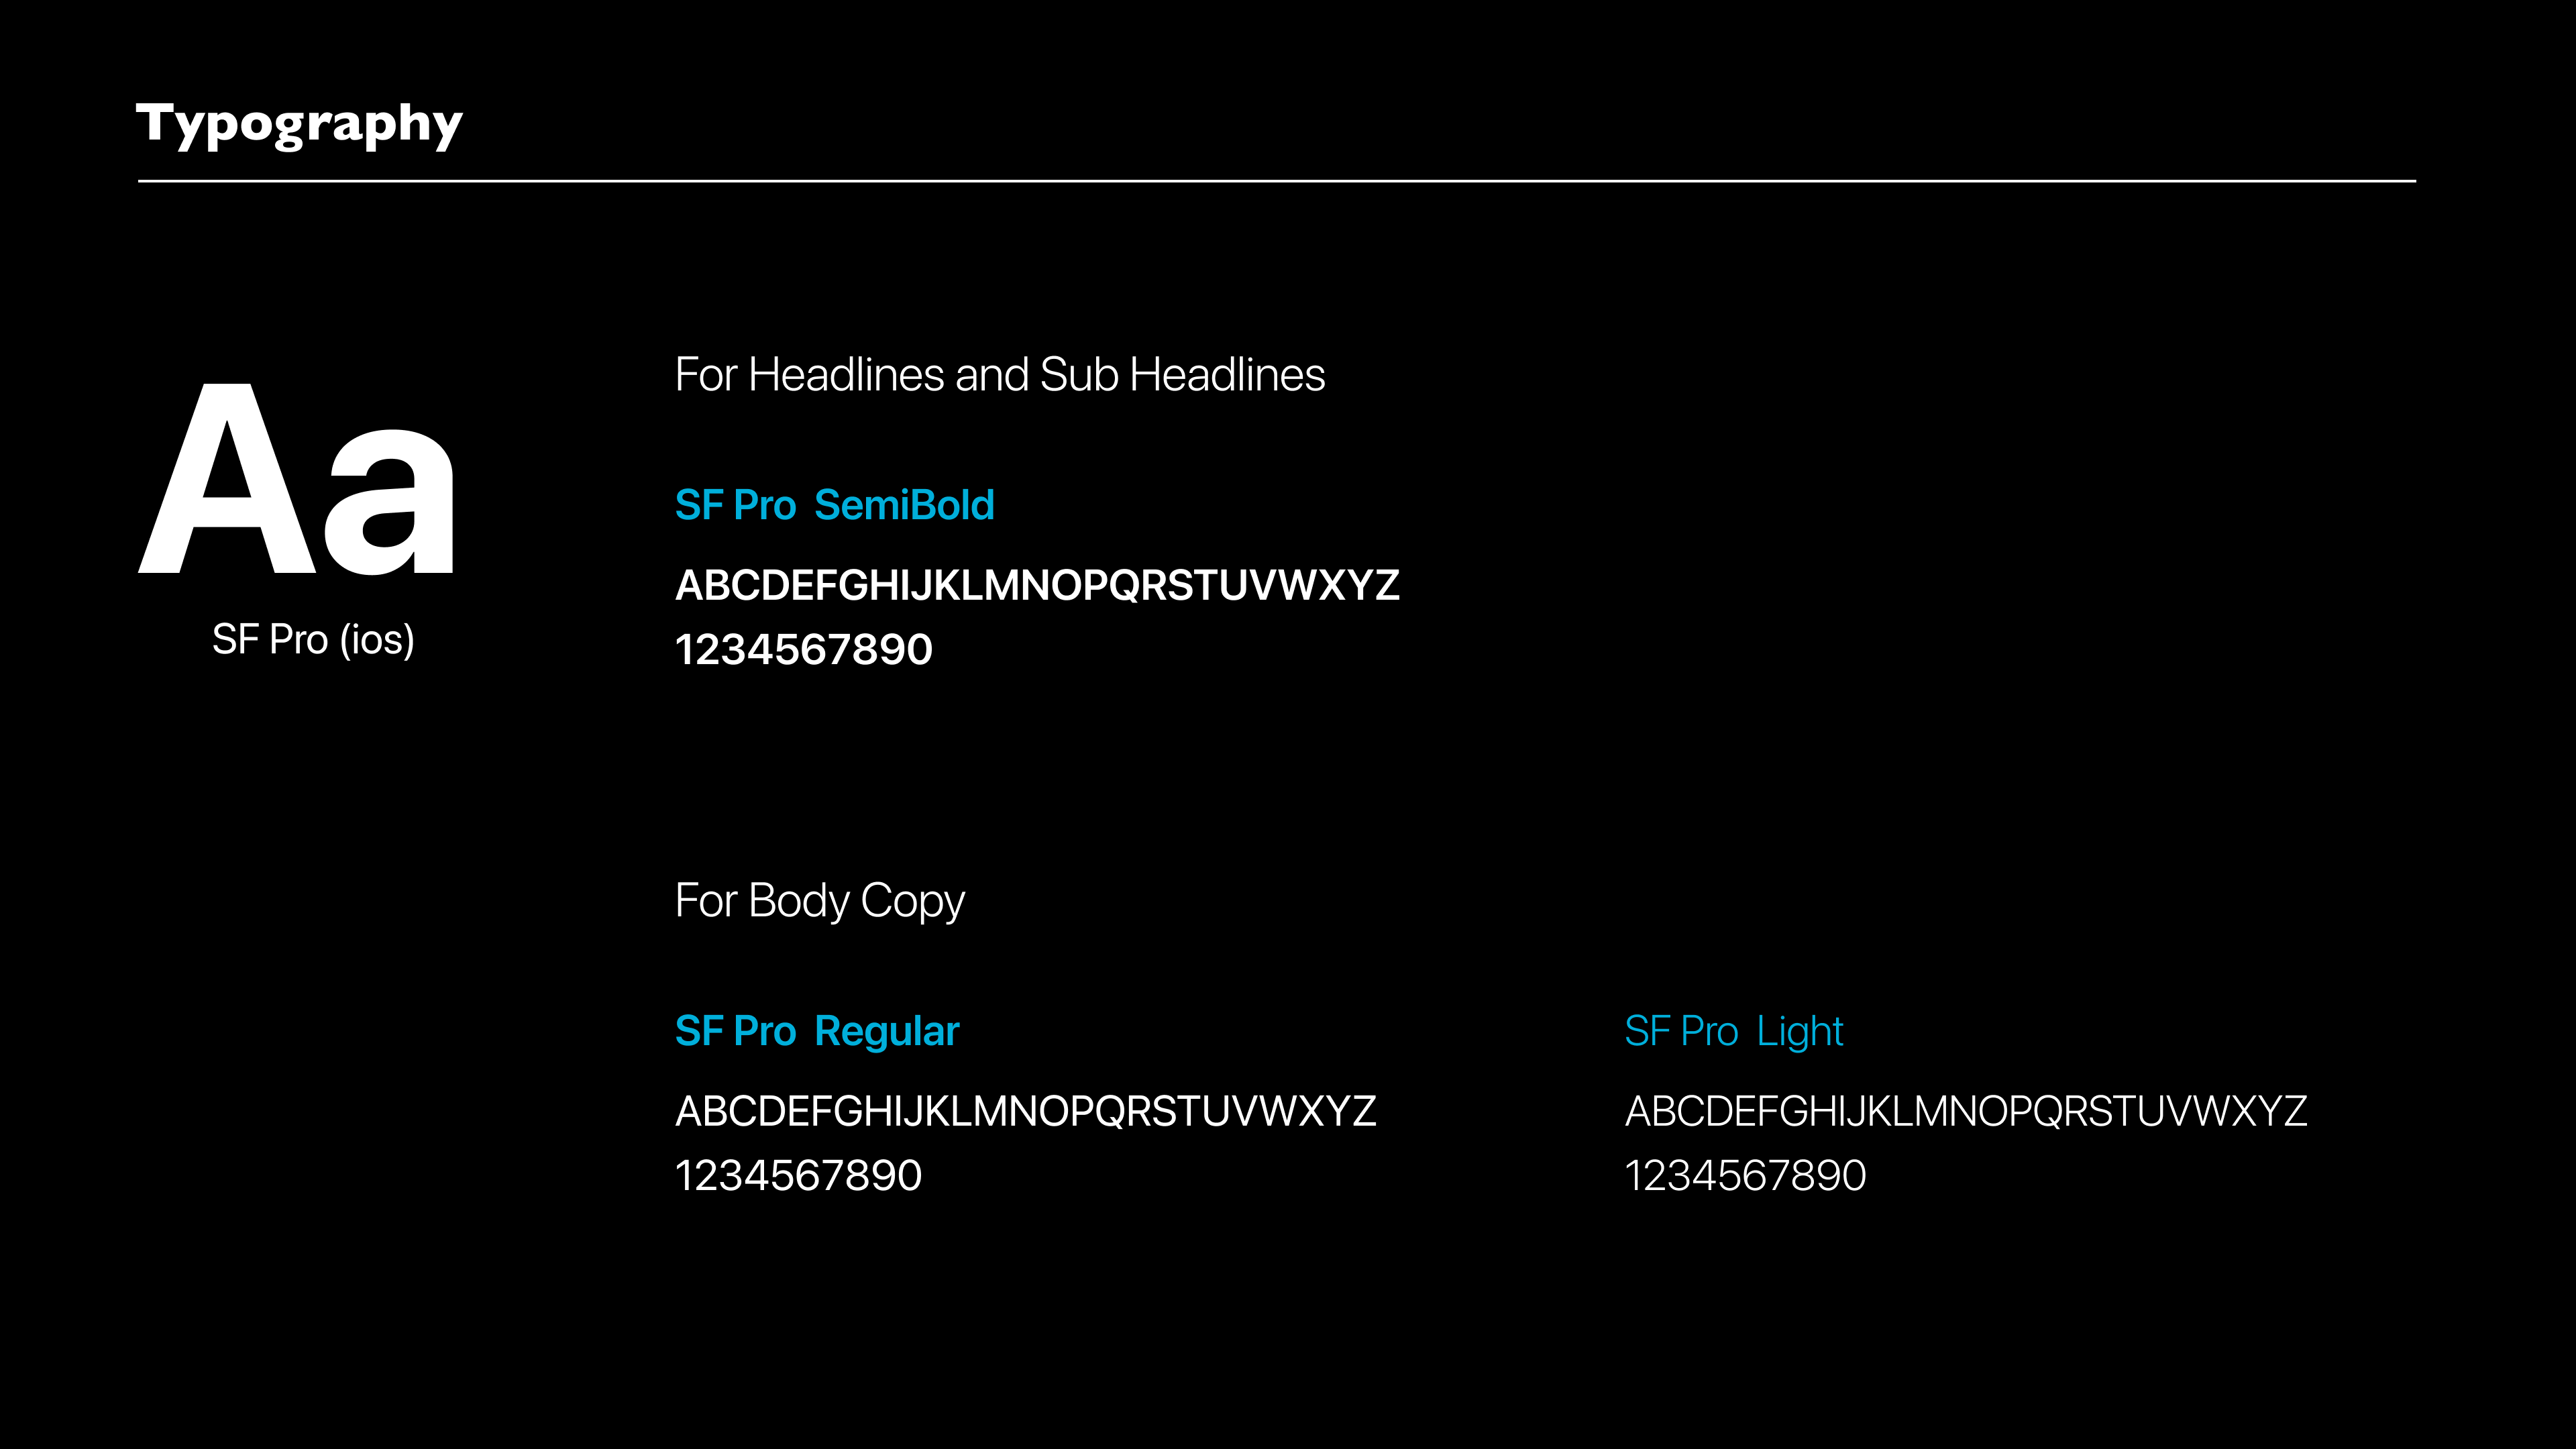 Typography
Aa
SF Pro (ios)
For Headlines and Sub Headlines
SF Pro  SemiBold
ABCDEFGHIJKLMNOPQRSTUVWXYZ
1234567890
For Body Copy
SF Pro  Regular
ABCDEFGHIJKLMNOPQRSTUVWXYZ
1234567890
SF Pro  Light
ABCDEFGHIJKLMNOPQRSTUVWXYZ
1234567890